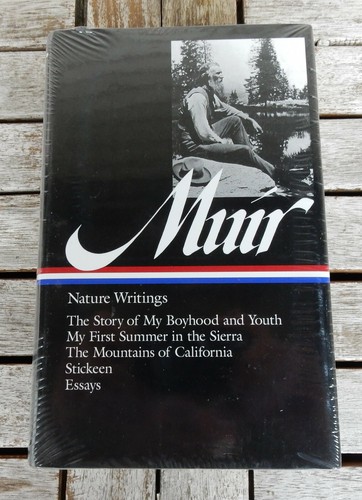 Muir
Nature Writings
The Story of My Boyhood and Youth
My First Summer in the Sierra
The Mountains of California
Stickeen
Essays